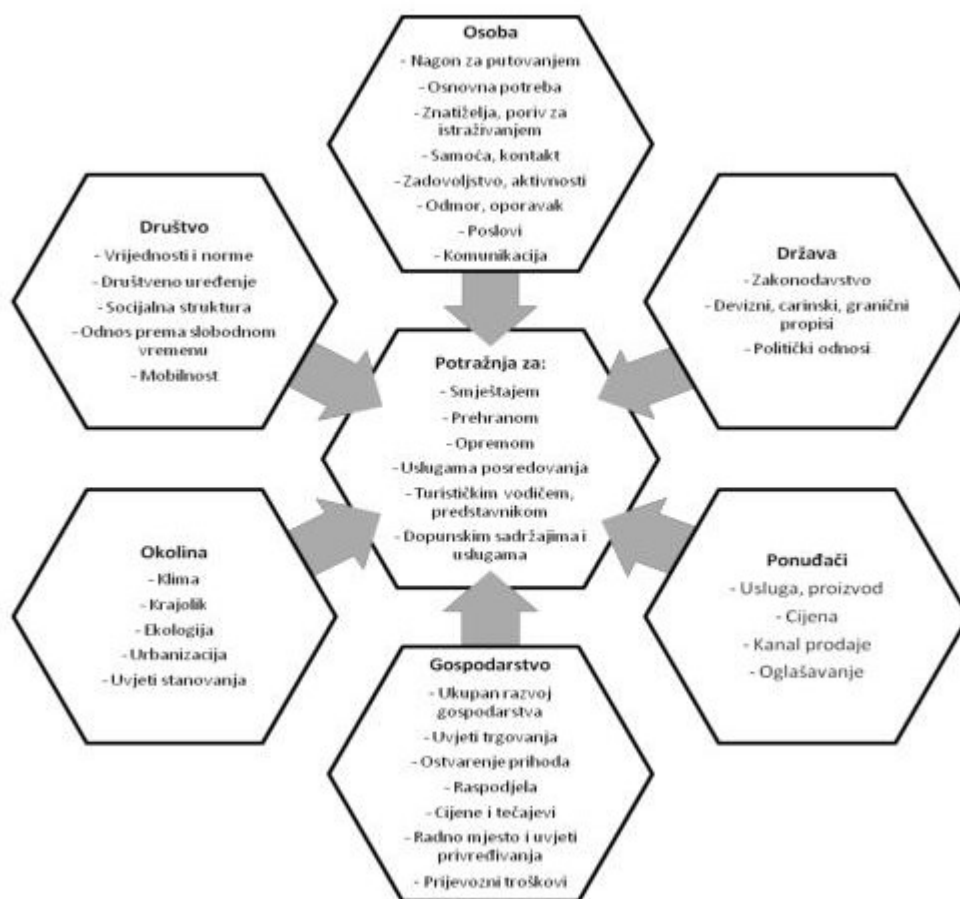 Osoba
- Nagon za putovanjem
- Osnovna potreba
- Znatiželja, poriv za
istraživanjem
- Samoća, kontakt
- Zadovoljstvo, aktivnosti
- Odmor, oporavak
- Poslovi
- Komunikacija
Društvo
- Vrijednosti i norme
- Društveno uređenje
- Socijalna struktura
- Odnos prema slobodnom
vremenu
- Mobilnost
Država
- Zakonodavstvo
- Devizni, carinski, granični
propisi
- Politički odnosi
Potražnja za:
- Smještajem
- Prehranom
- Opremom
- Uslugama posredovanja
- Turističkim vodičem,
predstavnikom
- Dopunskim sadržajima i
uslugama
Okolina
- Klima
- Krajolik
- Ekologija
- Urbanizacija
- Uvjeti stanovanja
Ponuđači
- Usluga, proizvod
- Cijena
- Kanal prodaje
- Oglašavanje
Gospodarstvo
- Ukupan razvoj
gospodarstva
- Uvjeti trgovanja
- Ostvarenje prihoda
- Raspodjela
- Cijene i tečajevi
- Radno mjesto i uvjeti
privređivanja
- Prijevozni troškovi